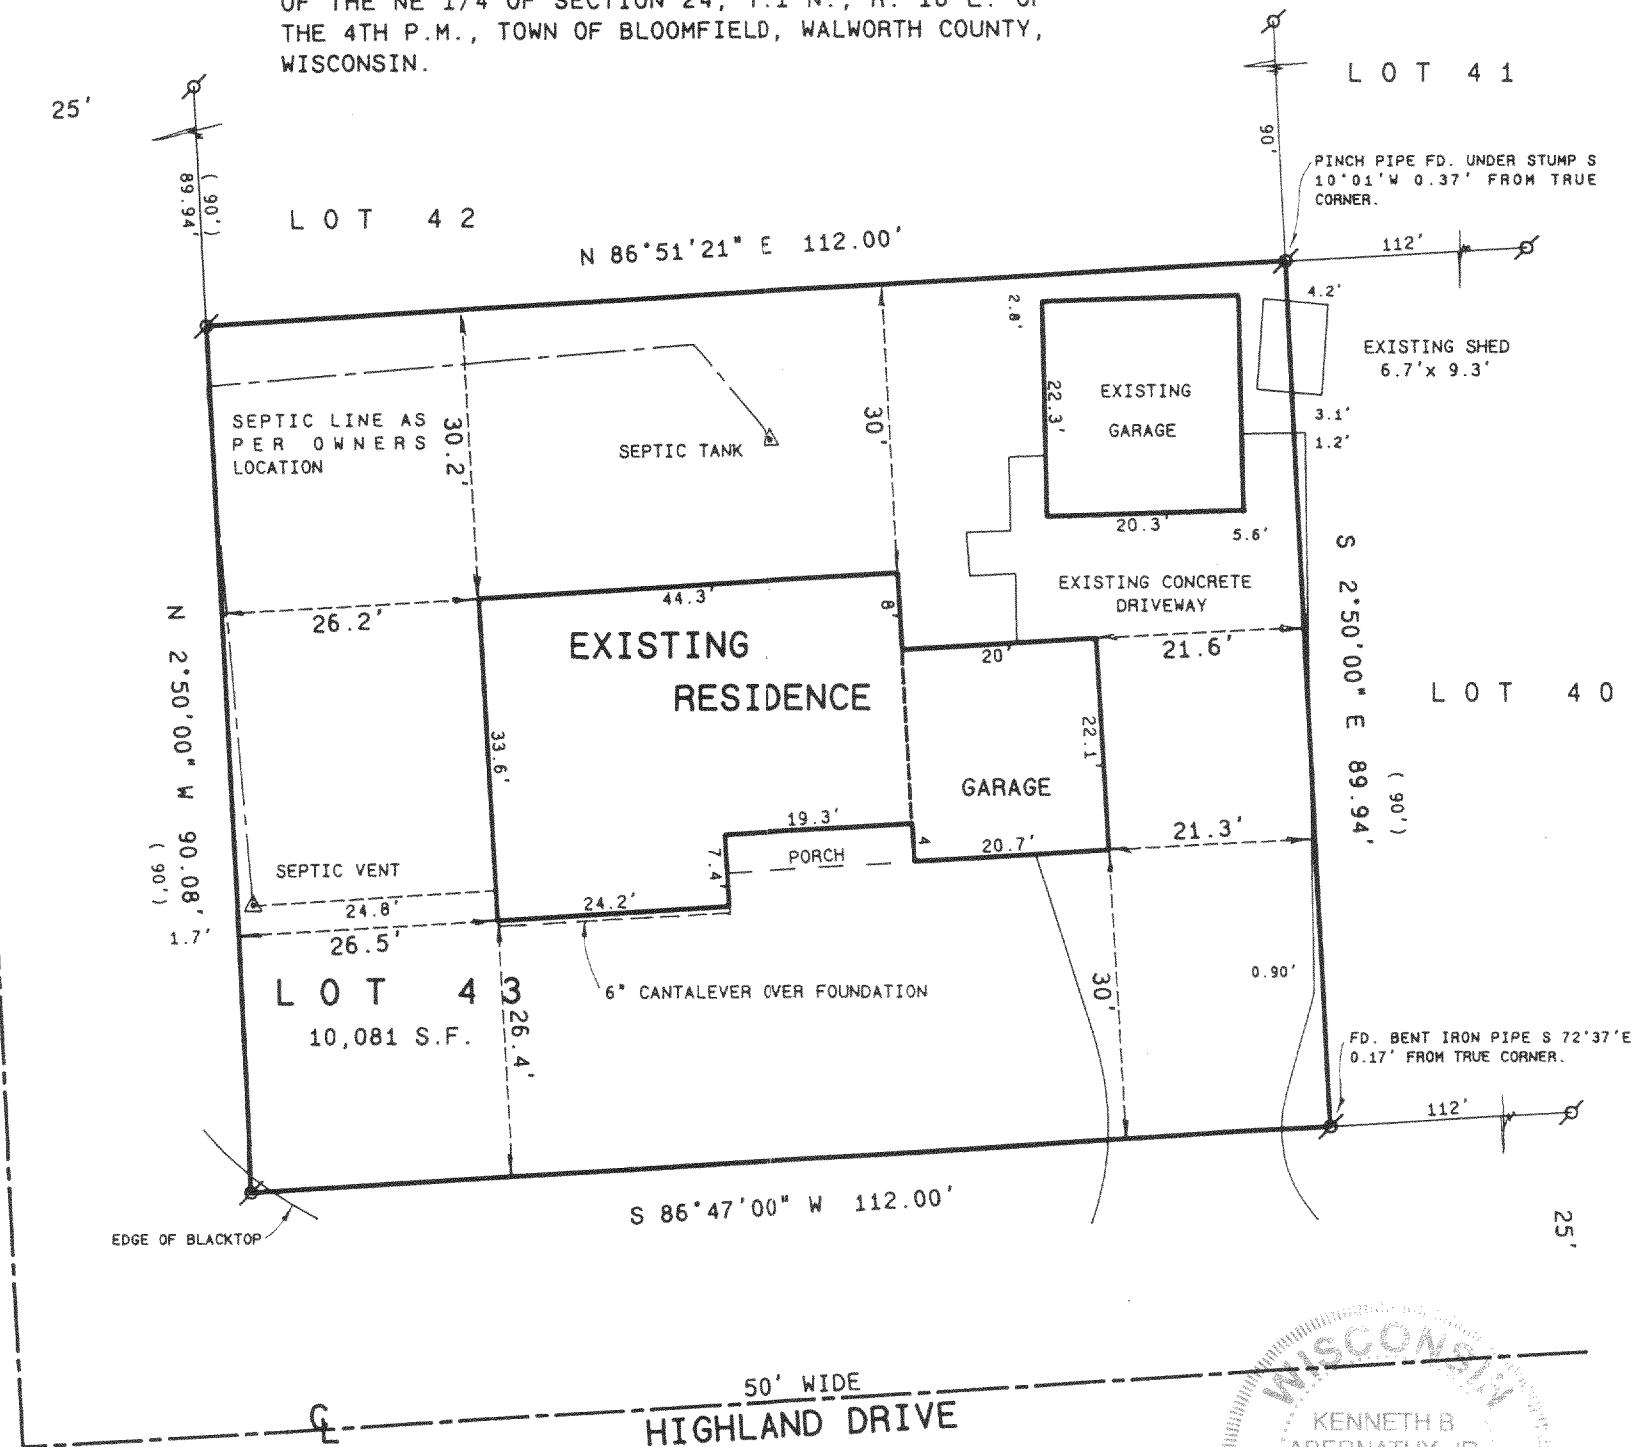 THE 4TH P.M., TOWN OF BLOOMFIELD, WALWORTH COUNTY,
WISCONSIN.
25'
LOT 41
90'
PINCH PIPE FD. UNDER STUMP S
10°01'W 0.37' FROM TRUE
CORNER.
(90')
89.94'
LOT 42
N 86°51'21" E 112.00'
112'
4.2'
2.8'
EXISTING SHED
6.7'x 9.3'
EXISTING
GARAGE
22.3'
3.1'
1.2'
SEPTIC LINE AS
PER OWNERS
LOCATION
30.2'
SEPTIC TANK
30'
20.3'
5.6'
EXISTING CONCRETE
DRIVEWAY
S 2°50'00" E 89.94'
(90')
26.2'
44.3'
8'
EXISTING
RESIDENCE
20'
21.6'
LOT 40
N 2°50'00" W 90.08'
(90')
33.6'
22.1'
GARAGE
19.3'
PORCH
4
20.7'
21.3'
7.4'
SEPTIC VENT
24.8'
24.2'
1.7'
26.5'
LOT 43
10,081 S.F.
6" CANTALEVER OVER FOUNDATION
26.4'
30'
0.90'
FD. BENT IRON PIPE S 72°37'E
0.17' FROM TRUE CORNER.
112'
S 86°47'00" W 112.00'
EDGE OF BLACKTOP
25'
50' WIDE
HIGHLAND DRIVE
CL
WISCONSIN
KENNETH B